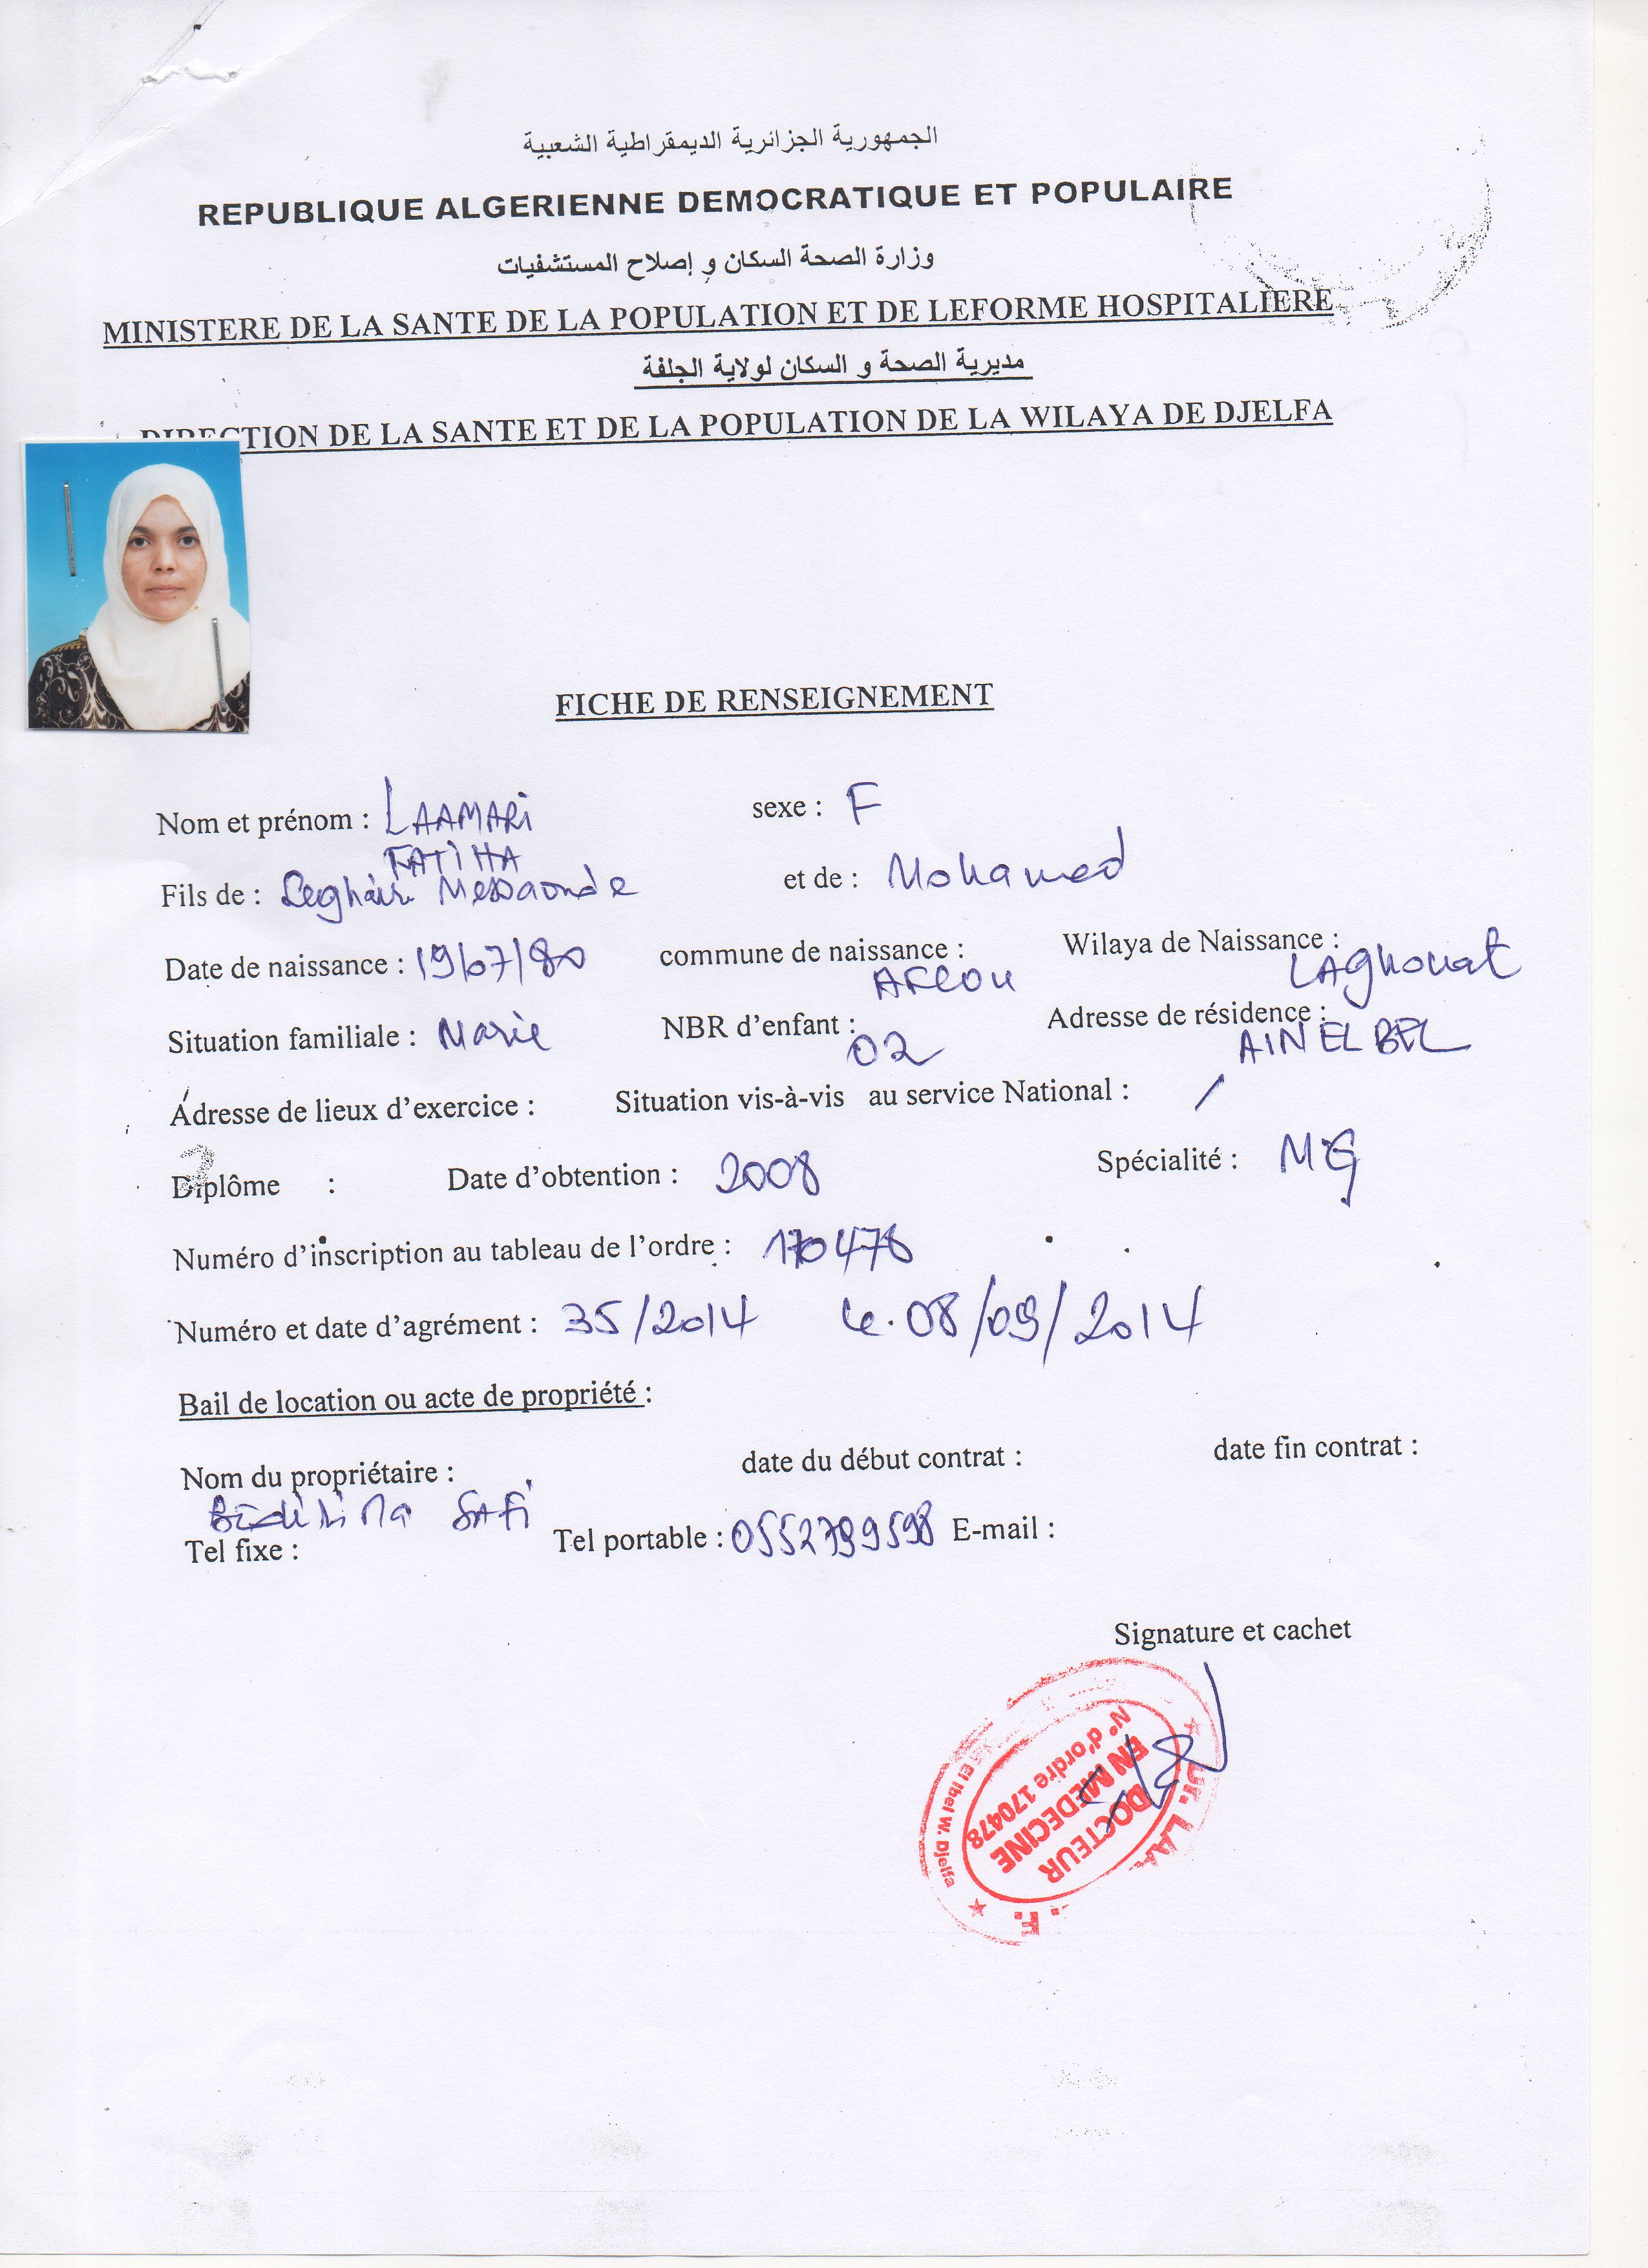 الجمهورية الجزائرية الديمقراطية الشعبية
REPUBLIQUE ALGERIENNE DEMOCRATIQUE ET POPULAIRE
وزارة الصحة السكان و إصلاح المستشفيات
MINISTERE DE LA SANTE DE LA POPULATION ET DE LEFORME HOSPITALIERE
مديرية الصحة و السكان لولاية الجلفة
DIRECTION DE LA SANTE ET DE LA POPULATION DE LA WILAYA DE DJELFA
FICHE DE RENSEIGNEMENT
Nom et prénom : LAAMARi sexe : F
FATIHA
Fils de : Seghair Messaouda et de : Mohamed
Date de naissance : 19/07/80 commune de naissance : Wilaya de Naissance :
AFLOU LAghouat
Situation familiale : Marie NBR d'enfant : Adresse de résidence :
02 AIN EL BEL
Adresse de lieux d'exercice : Situation vis-à-vis au service National : /
Diplôme : Date d'obtention : 2008 Spécialité : MG
Numéro d'inscription au tableau de l'ordre : 170478
Numéro et date d'agrément : 35/2014 le 08/09/2014
Bail de location ou acte de propriété :
Nom du propriétaire : date du début contrat : date fin contrat :
SAFi
Tel fixe : Tel portable : E-mail :
Signature et cachet
DOCTEUR
EN MEDECINE
N° d'ordre 170478
El Ibel W. Djelfa